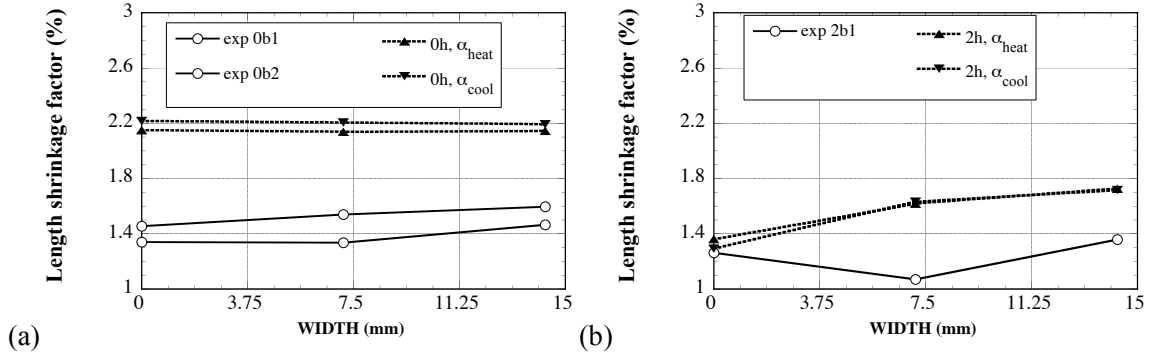 Length shrinkage factor (%)
3
2.6
2.2
1.8
1.4
1
exp 0b1
exp 0b2
0h, αheat
0h, αcool
0
3.75
7.5
11.25
15
WIDTH (mm)
(a)
Length shrinkage factor (%)
3
2.6
2.2
1.8
1.4
1
exp 2b1
2h, αheat
2h, αcool
0
3.75
7.5
11.25
15
WIDTH (mm)
(b)